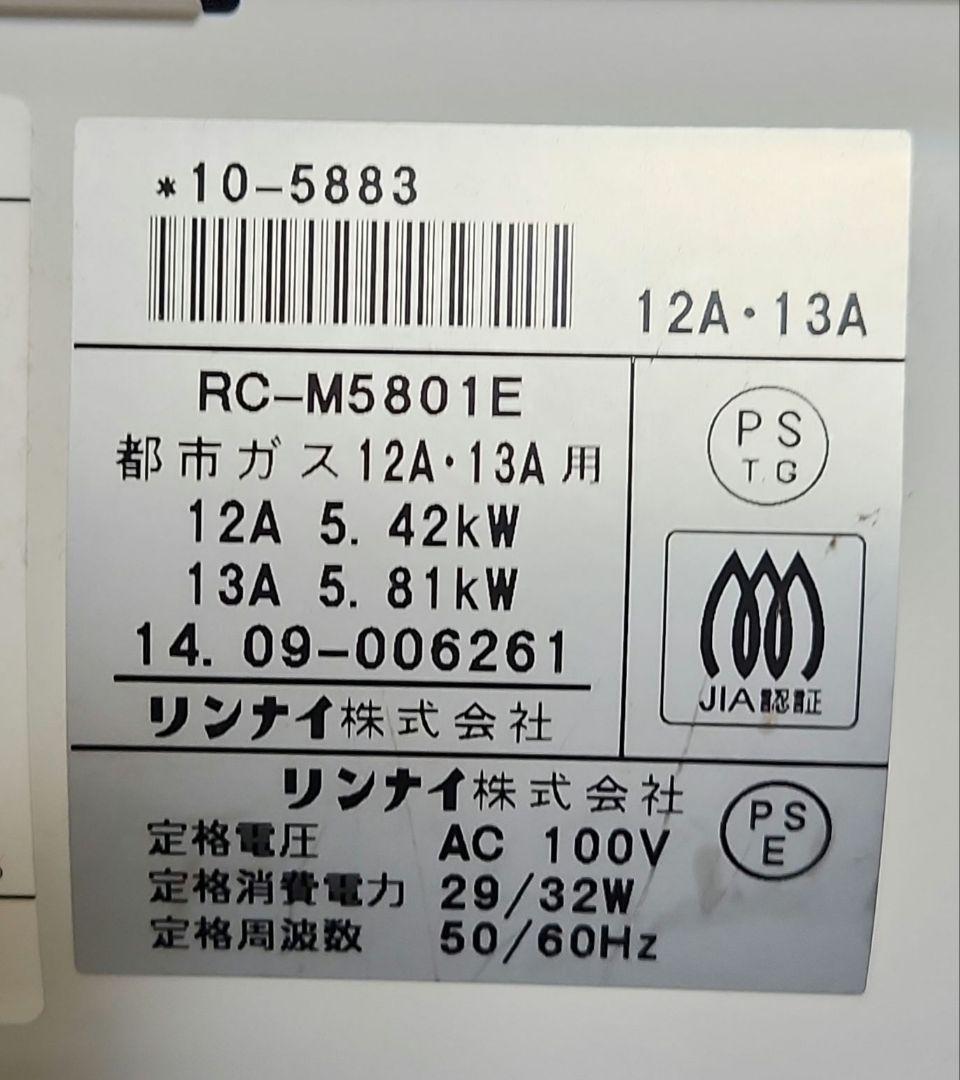 *10-5883
12A・13A
RC-M5801E
都市ガス12A・13A用
12A 5. 42kW
13A 5. 81kW
14. 09-006261
リンナイ株式会社
PS
TG
JIA認証
リンナイ株式会社
定格電圧 AC 100V
定格消費電力 29/32W
定格周波数 50/60Hz
PS
E